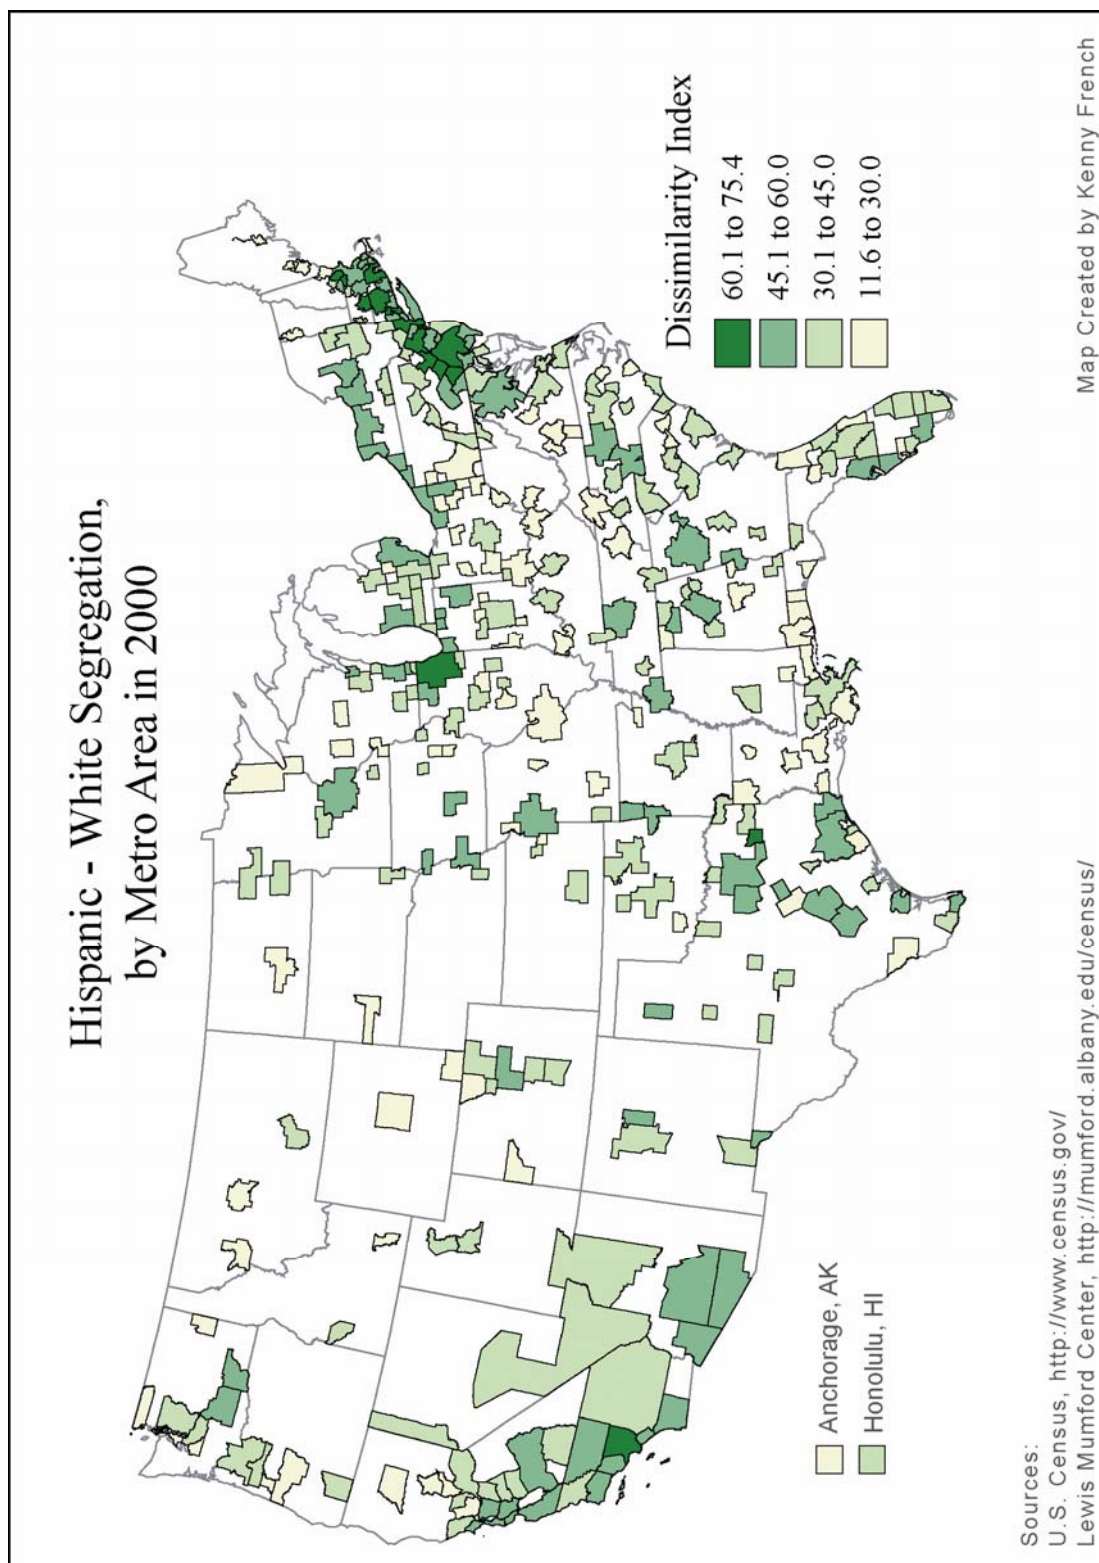 Hispanic - White Segregation,
by Metro Area in 2000
Dissimilarity Index
60.1 to 75.4
45.1 to 60.0
30.1 to 45.0
11.6 to 30.0
Anchorage, AK
Honolulu, HI
Sources:
U.S. Census, http://www.census.gov/
Lewis Mumford Center, http://mumford.albany.edu/census/
Map Created by Kenny French